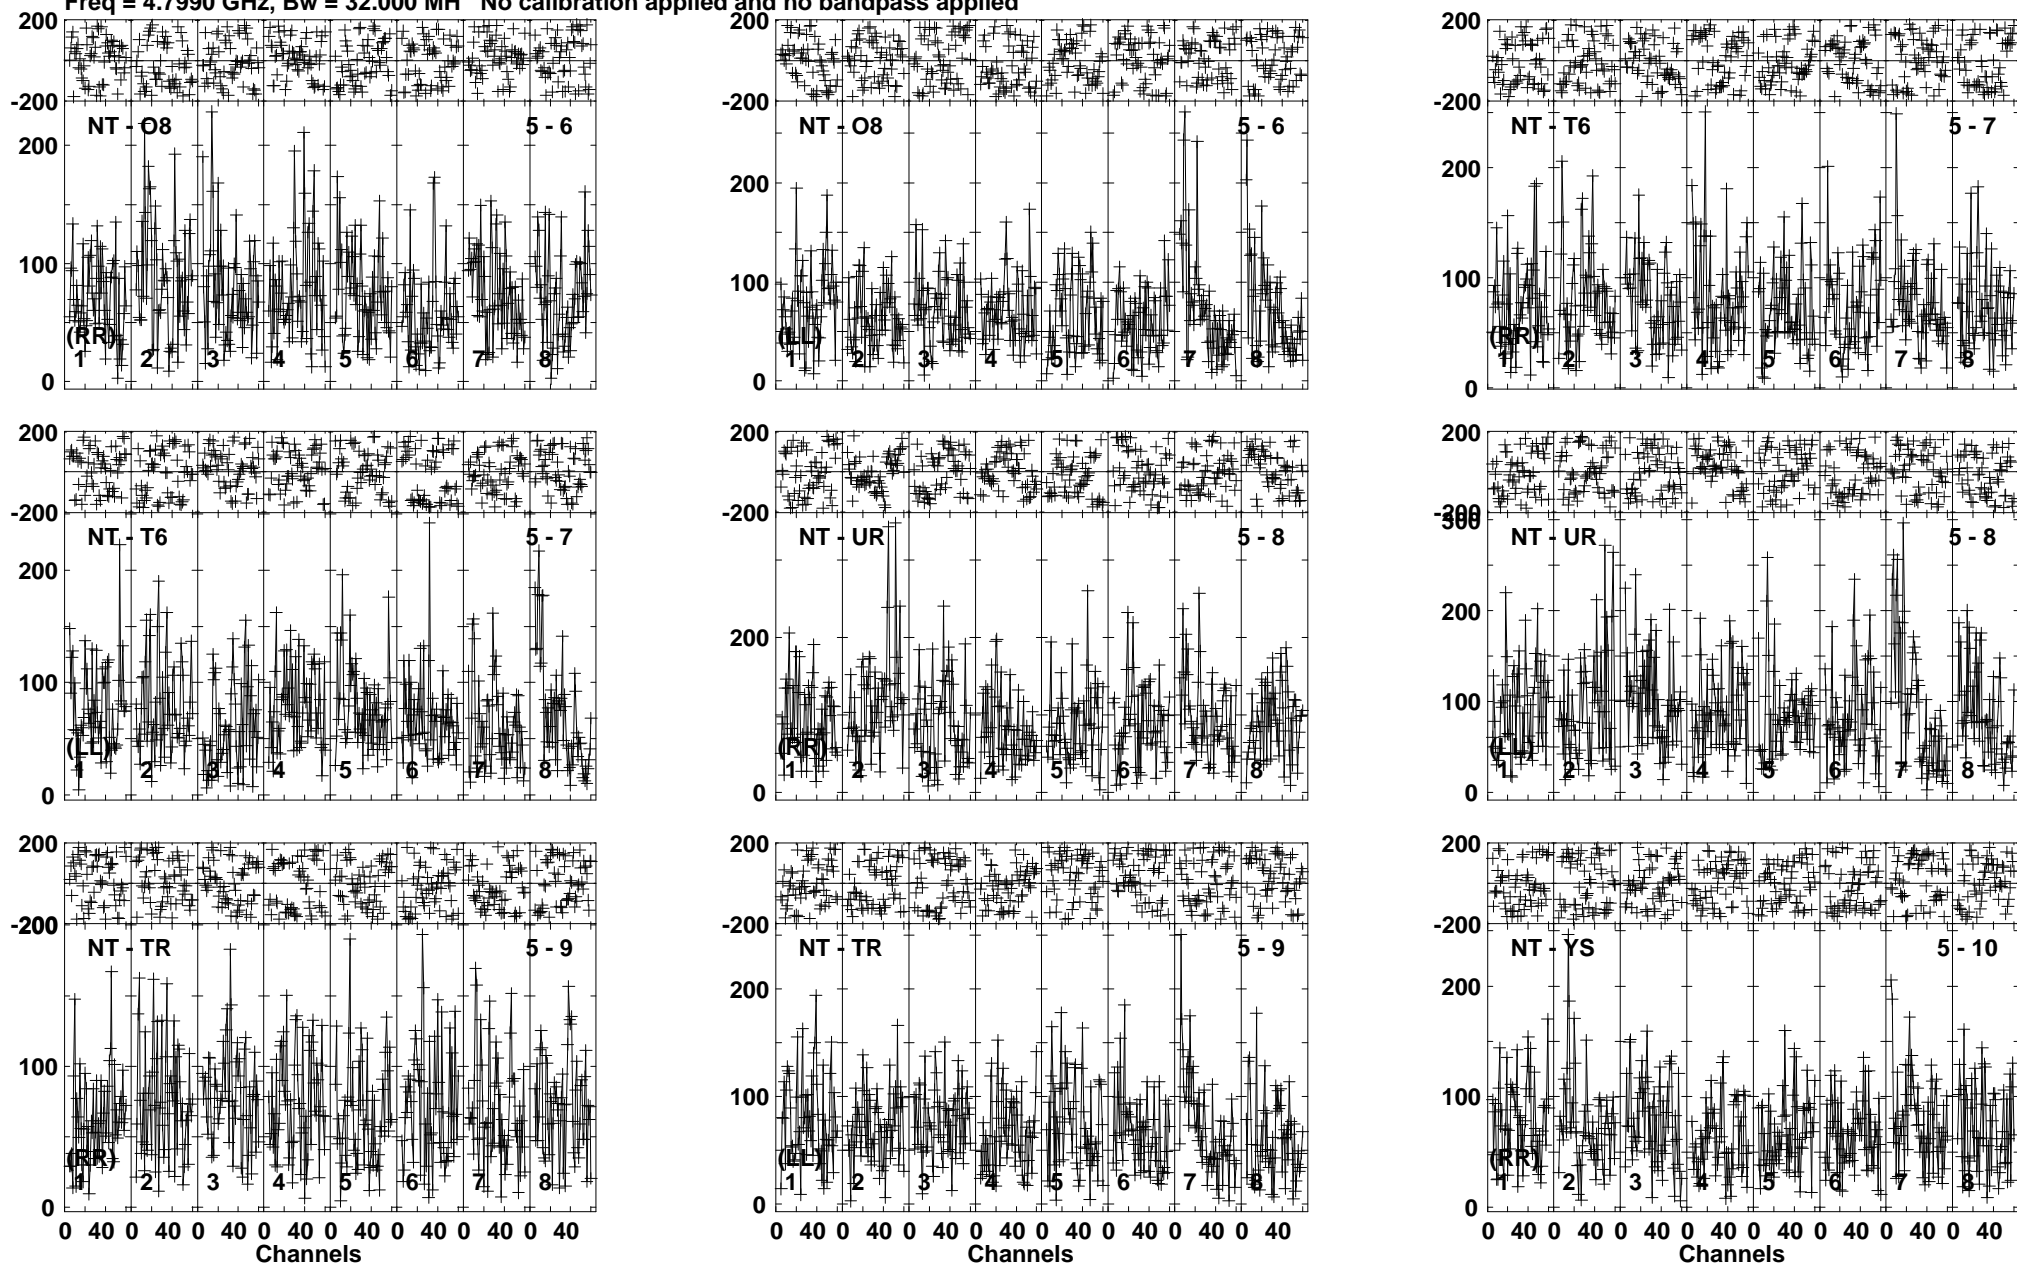 Freq = 4.7990 GHz, Bw = 32.000 MH No calibration applied and no bandpass applied
200 200 200
-200 -200 -200
NT - O8 5 - 6 NT - O8 5 - 6 NT - T6 5 - 7
200 200 200
100 100 100
(RR) (LL) (RR)
1 2 3 4 5 6 7 8 1 2 3 4 5 6 7 8 1 2 3 4 5 6 7 8
0 0 0
200 200 200
-200 -200 -200
300
NT - T6 5 - 7 NT - UR 5 - 8 NT - UR 5 - 8
200 200 200
100 100
(LL) (RR) (LL)
1 2 3 4 5 6 7 8 1 2 3 4 5 6 7 8 1 2 3 4 5 6 7 8
0 0 0
200 200 200
-200 -200 -200
200
NT - TR 5 - 9 NT - TR 5 - 9 NT - YS 5 - 10
200 200
100 100 100
(RR) (LL) (RR)
1 2 3 4 5 6 7 8 1 2 3 4 5 6 7 8 1 2 3 4 5 6 7 8
0 0 0
0 40 0 40 0 40 0 40 0 40 0 40 0 40 0 40 0 40 0 40 0 40 0 40 0 40 0 40 0 40 0 40 0 40 0 40 0 40 0 40 0 40 0 40 0 40 0 40
Channels Channels Channels